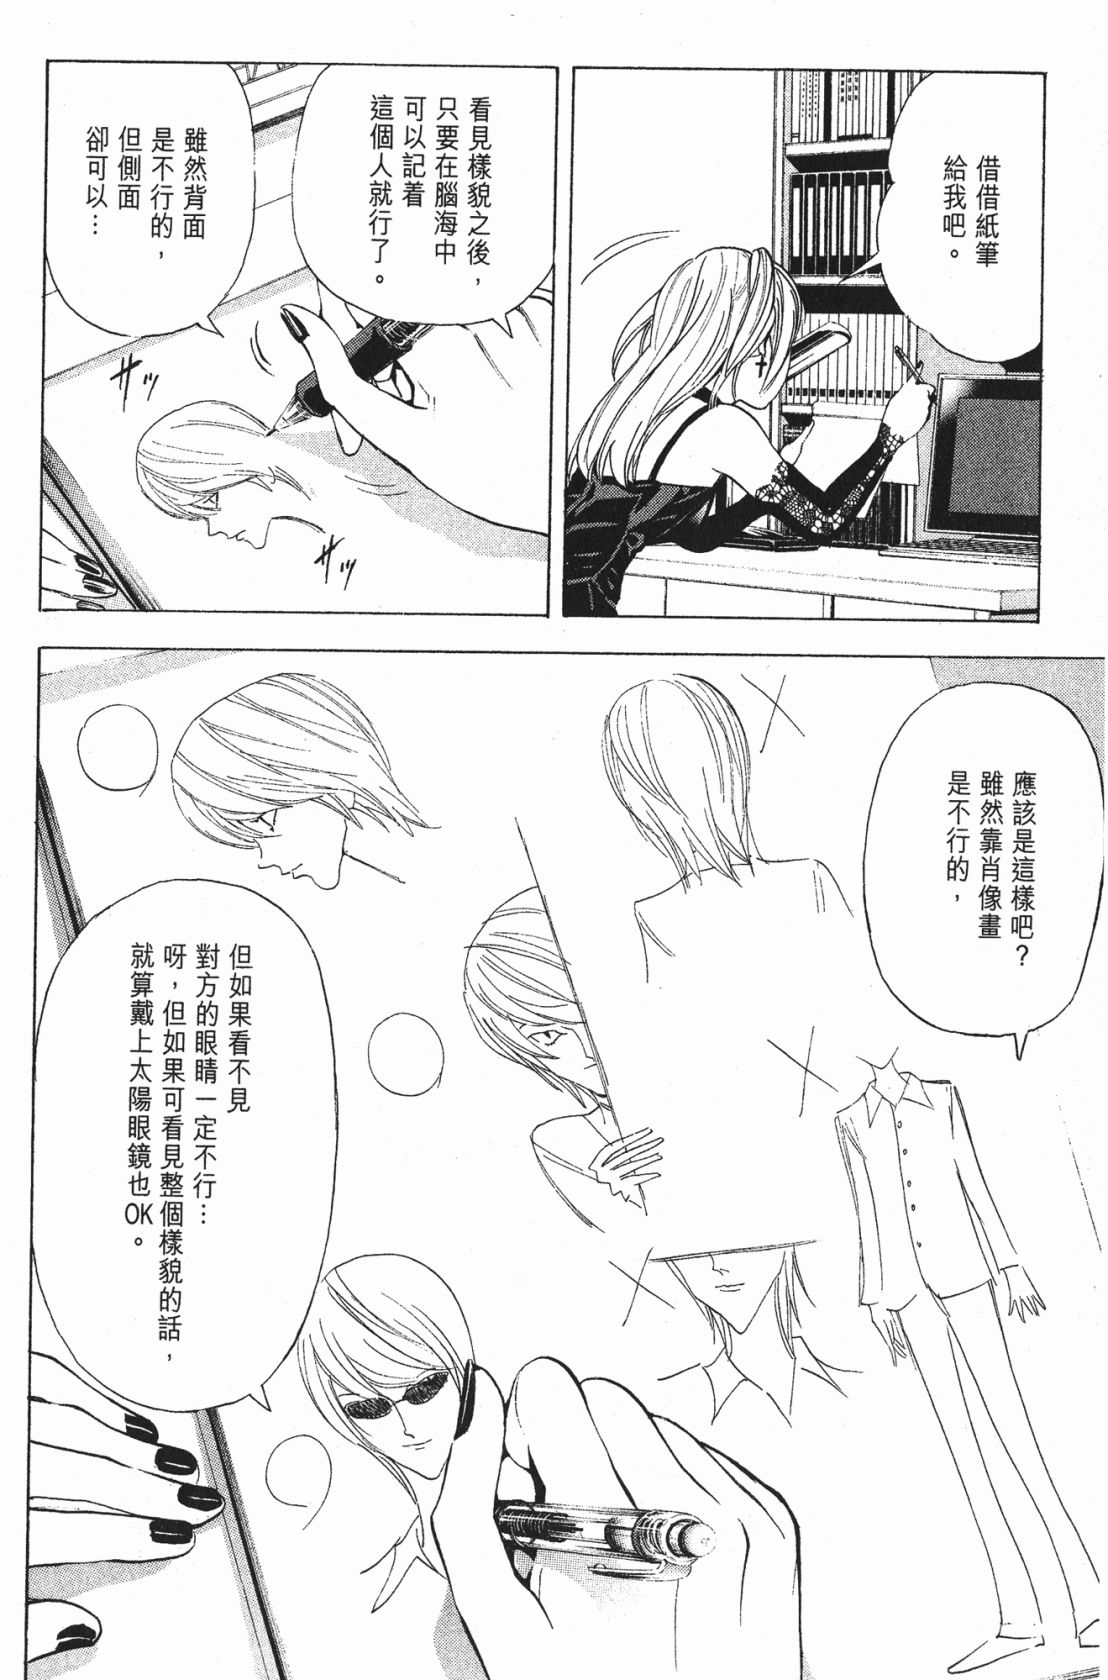 借借紙筆
給我吧。
看見樣貌之後，
只要在腦海中
可以記着
這個人就行了。
雖然背面
是不行的，
但側面
卻可以…
ザッ
ザッ
應該是這樣吧？
雖然靠肖像畫
是不行的，
但如果看不見
對方的眼睛一定不行…
呀，但如果可看見整個樣貌的話，
就算戴上太陽眼鏡也OK。